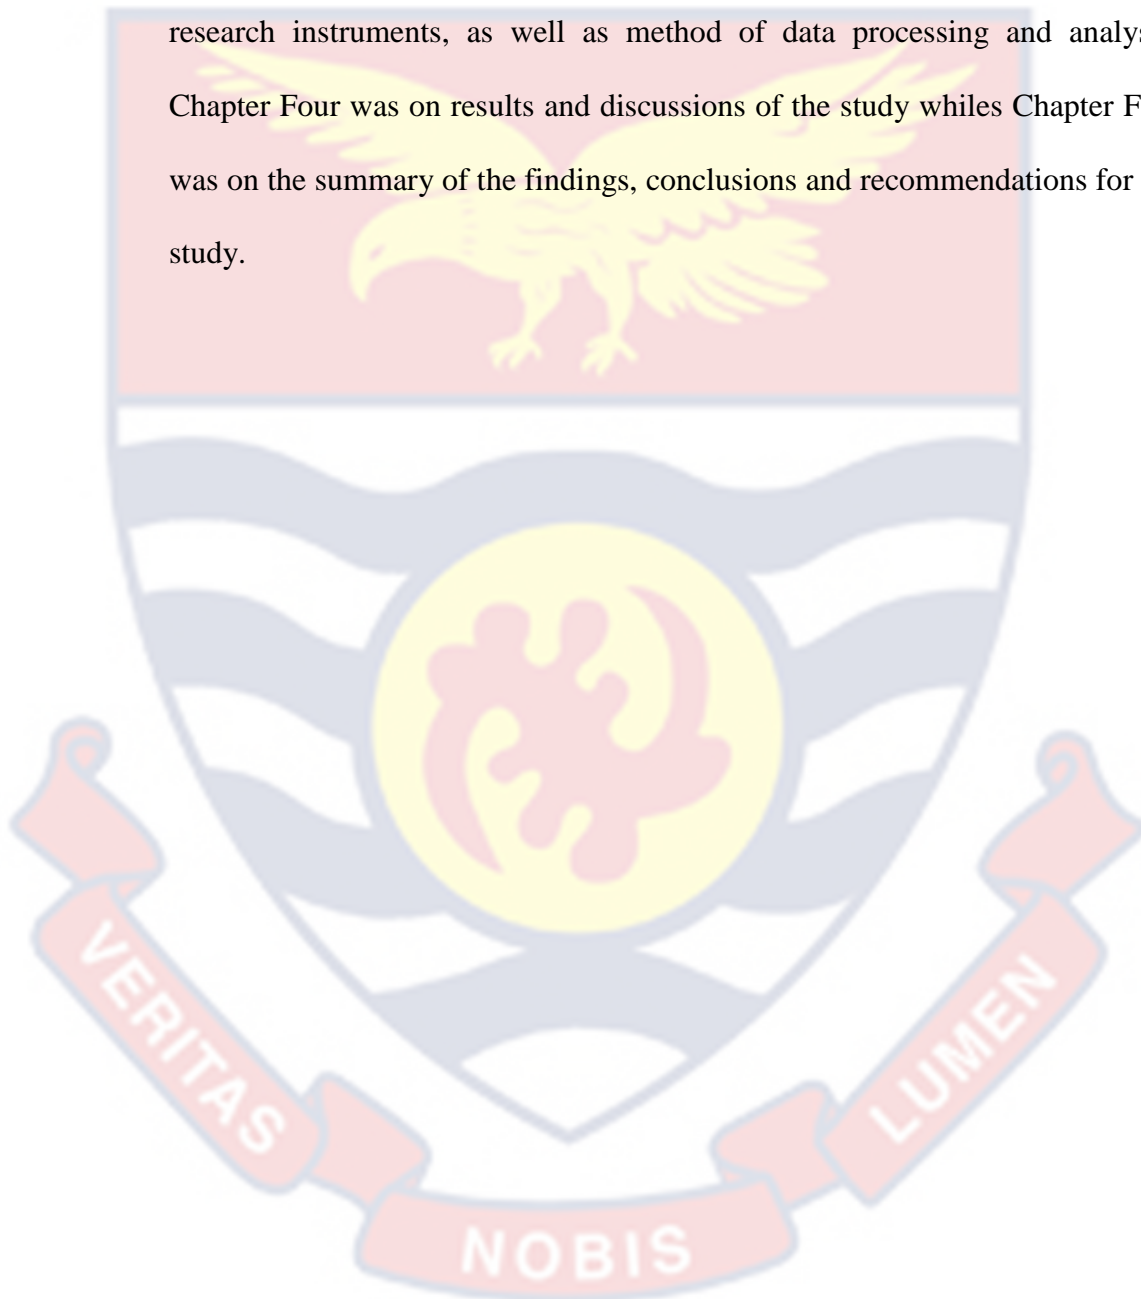 research instruments, as well as method of data processing and analys
Chapter Four was on results and discussions of the study whiles Chapter F
was on the summary of the findings, conclusions and recommendations for
study.
VERITAS
NOBIS
LUMEN